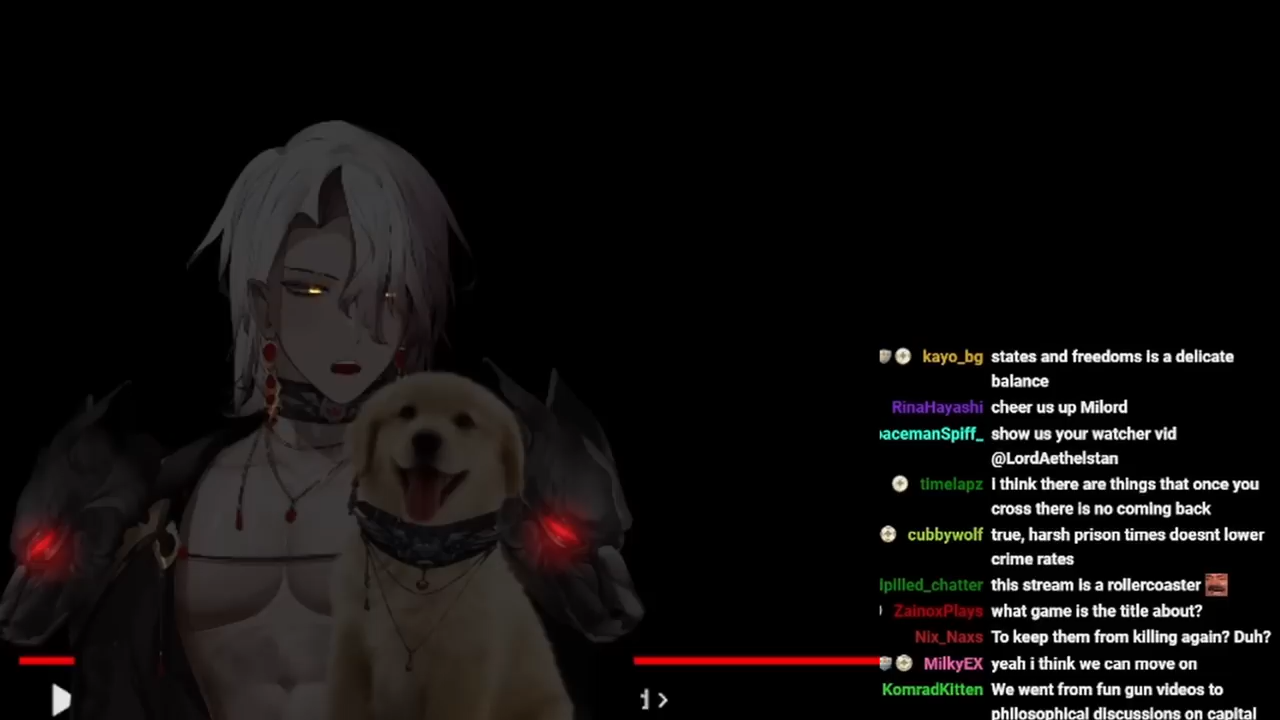 kayo_bg states and freedoms is a delicate
balance
RinaHayashi cheer us up Milord
pacemanSpiff_ show us your watcher vid
@LordAethelstan
timelapz i think there are things that once you
cross there is no coming back
cubbywolf true, harsh prison times doesnt lower
crime rates
lpilled_chatter this stream is a rollercoaster
ZainoxPlays what game is the title about?
Nix_Naxs To keep them from killing again? Duh?
MilkyEX yeah i think we can move on
KomradKitten We went from fun gun videos to
philosophical discussions on capital